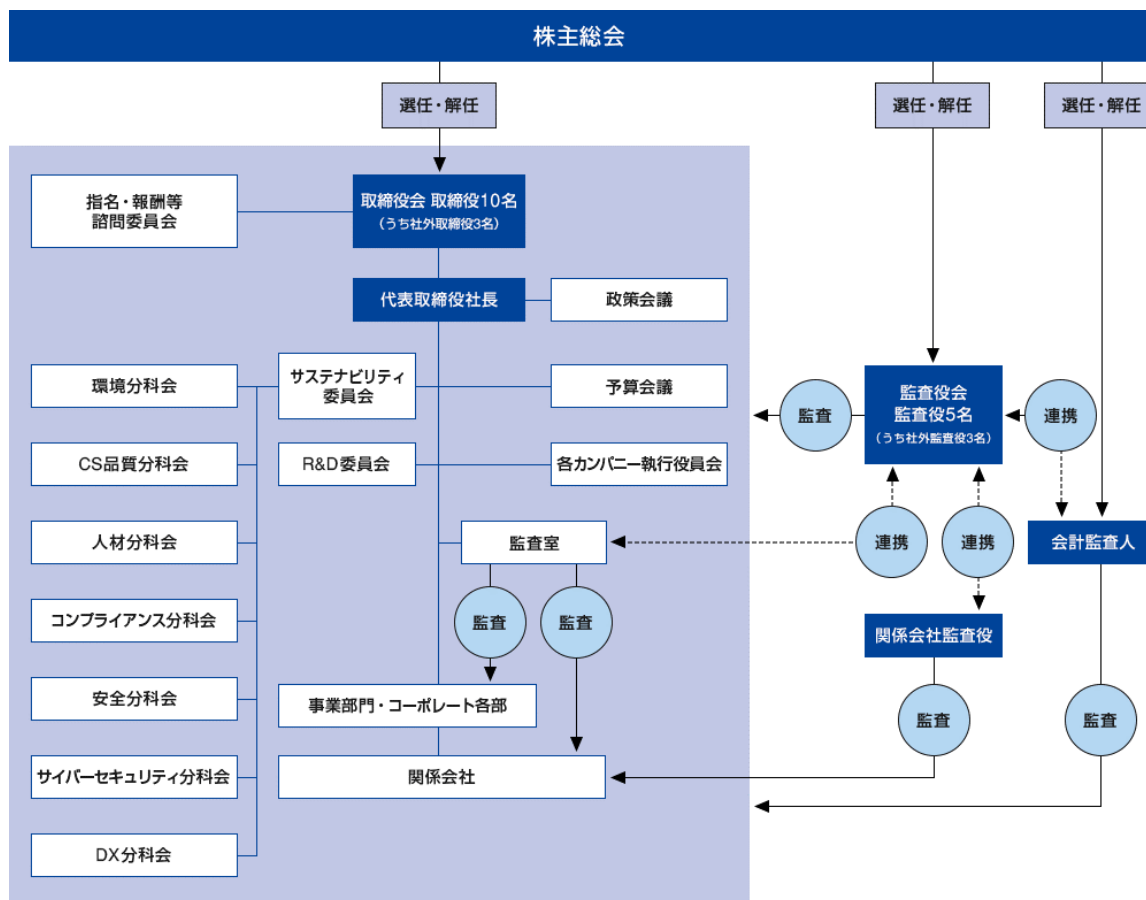 株主総会
選任・解任
選任・解任
選任・解任
指名・報酬等
諮問委員会
取締役会 取締役10名
（うち社外取締役3名）
代表取締役社長
政策会議
環境分科会
サステナビリティ
委員会
予算会議
監査
監査役会
監査役5名
（うち社外監査役3名）
連携
CS品質分科会
R&D委員会
各カンパニー執行役員会
人材分科会
監査室
連携
連携
会計監査人
コンプライアンス分科会
監査
監査
関係会社監査役
安全分科会
事業部門・コーポレート各部
監査
監査
サイバーセキュリティ分科会
関係会社
DX分科会